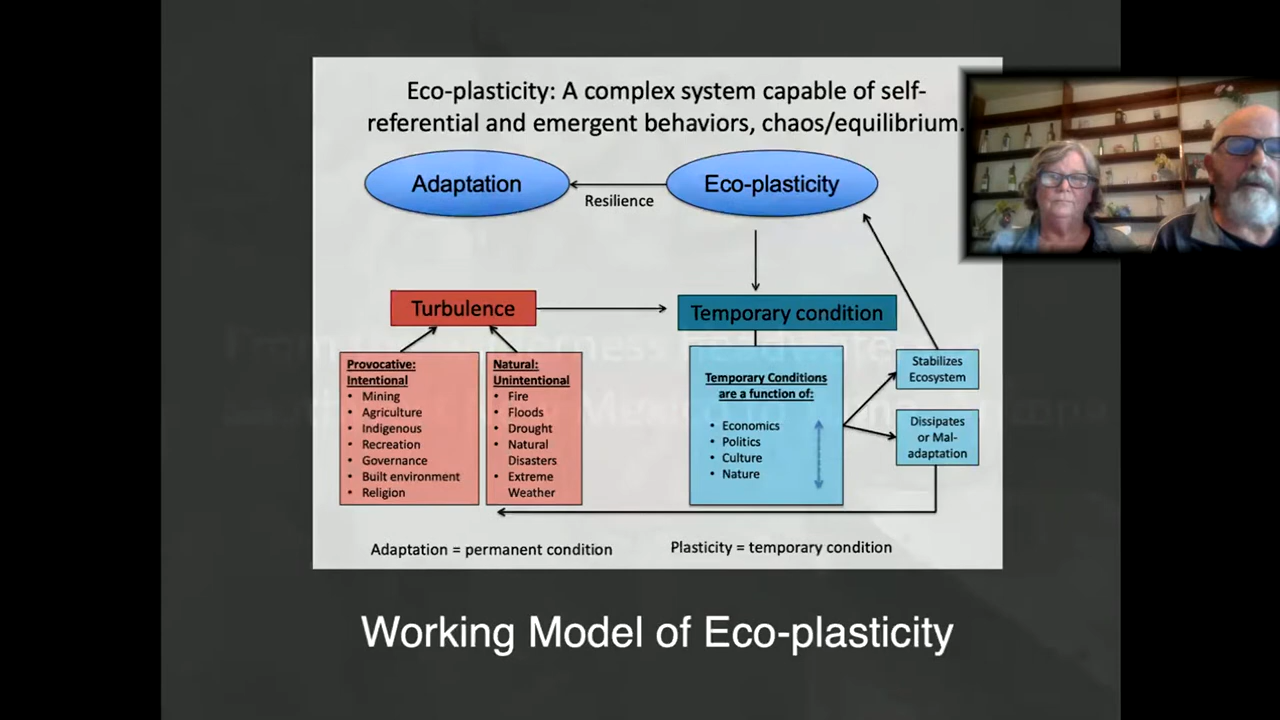 Eco-plasticity: A complex system capable of self-
referential and emergent behaviors, chaos/equilibrium.
Adaptation
Resilience
Eco-plasticity
Turbulence
Temporary condition
Provocative:
Intentional
• Mining
• Agriculture
• Indigenous
• Recreation
• Governance
• Built environment
• Religion
Natural:
Unintentional
• Fire
• Floods
• Drought
• Natural
Disasters
• Extreme
Weather
Temporary Conditions
are a function of:
• Economics
• Politics
• Culture
• Nature
Stabilizes
Ecosystem
Dissipates
or Mal-
adaptation
Adaptation = permanent condition
Plasticity = temporary condition
Working Model of Eco-plasticity